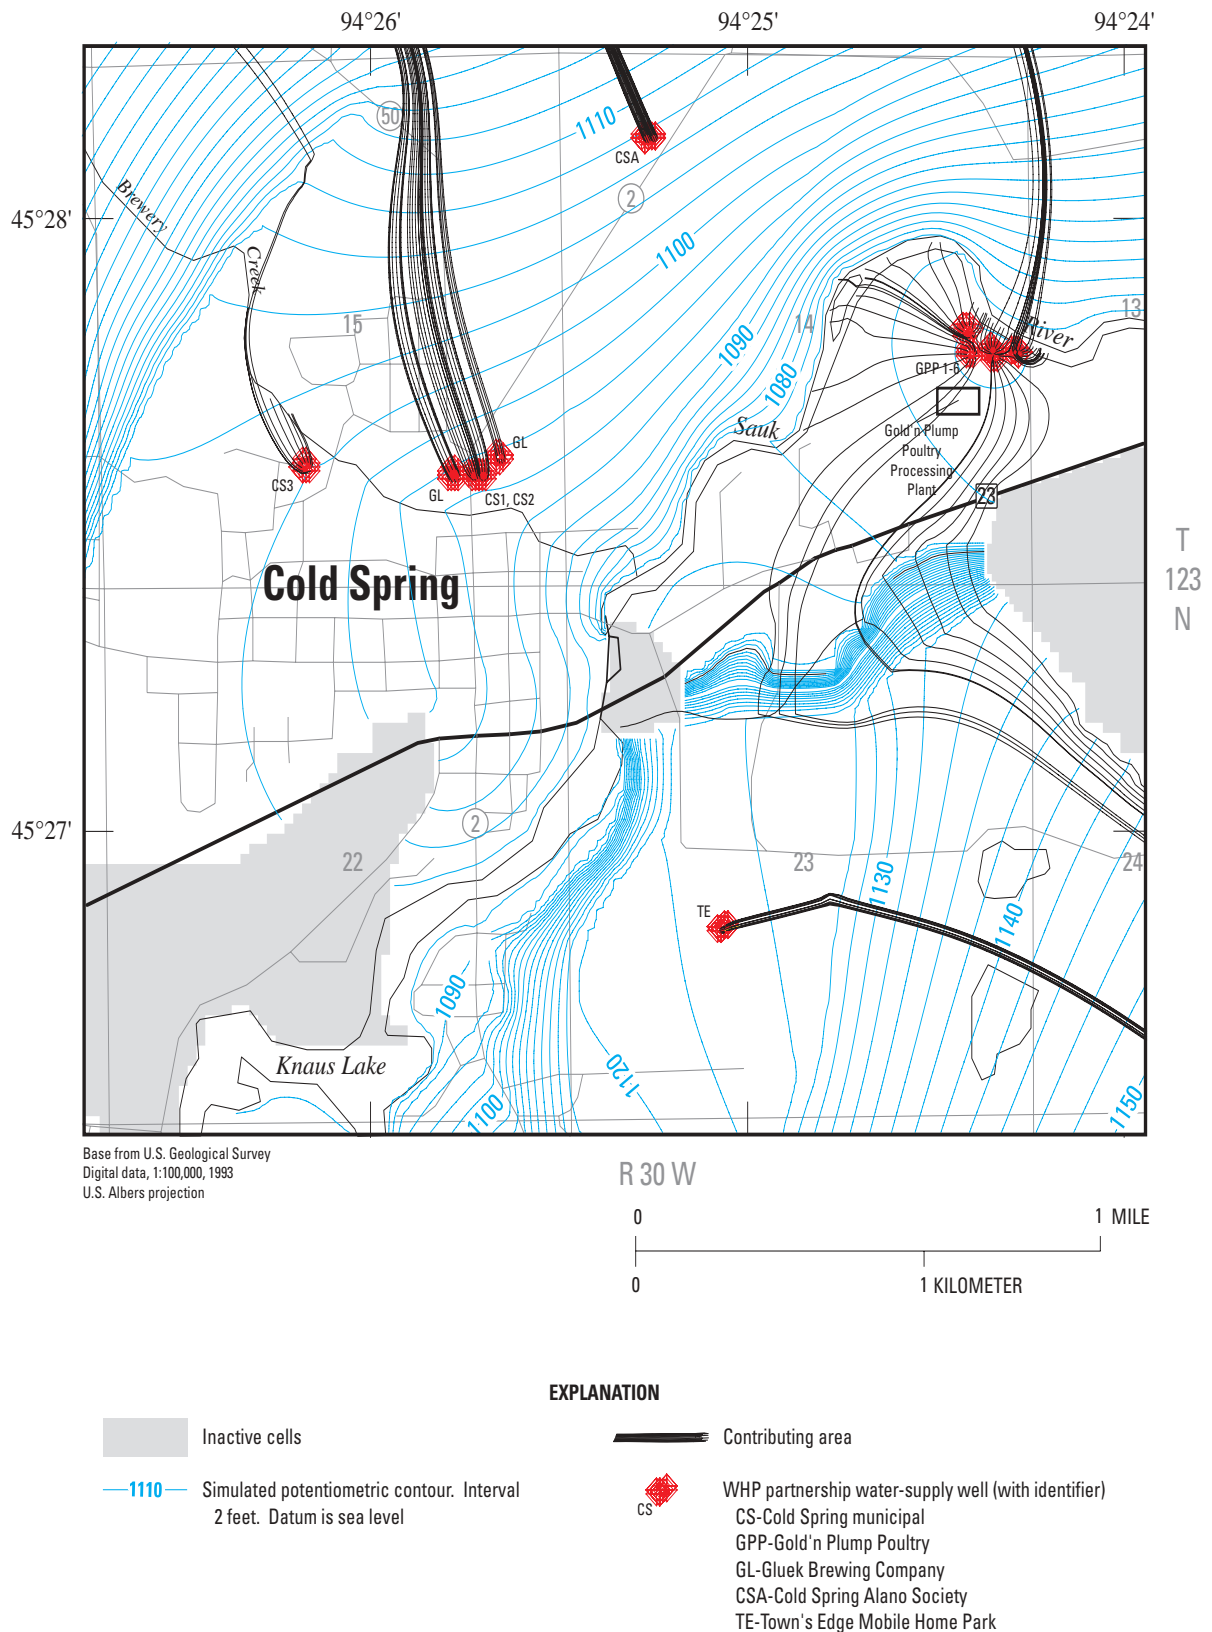 94°26'
94°25'
94°24'
50
1110
CSA
Brewery
2
45°28'
1100
Creek
13
15
14
River
1090
GPP 1-6
1080
Sauk
Gold'n Plump
Poultry
Processing
Plant
GL
CS3
GL
CS1, CS2
23
T
123
N
Cold Spring
45°27'
2
22
23
24
1130
TE
1140
1090
Knaus Lake
1120
1100
1150
Base from U.S. Geological Survey
Digital data, 1:100,000, 1993
U.S. Albers projection
R 30 W
0
1 MILE
0
1 KILOMETER
EXPLANATION
Inactive cells
Contributing area
1110
Simulated potentiometric contour. Interval
2 feet. Datum is sea level
CS
WHP partnership water-supply well (with identifier)
CS-Cold Spring municipal
GPP-Gold'n Plump Poultry
GL-Gluek Brewing Company
CSA-Cold Spring Alano Society
TE-Town's Edge Mobile Home Park